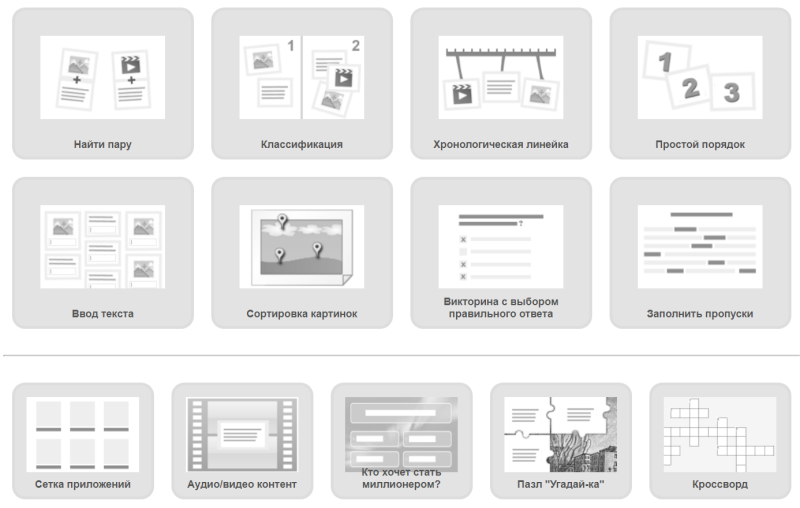 1
2
Найти пару
Классификация
Хронологическая линейка
1
2
3
Простой порядок
Ввод текста
Сортировка картинок
?
x
x
x
Викторина с выбором
правильного ответа
Заполнить пропуски
Сетка приложений
Аудио/видео контент
Кто хочет стать
миллионером?
Пазл "Угадай-ка"
Кроссворд